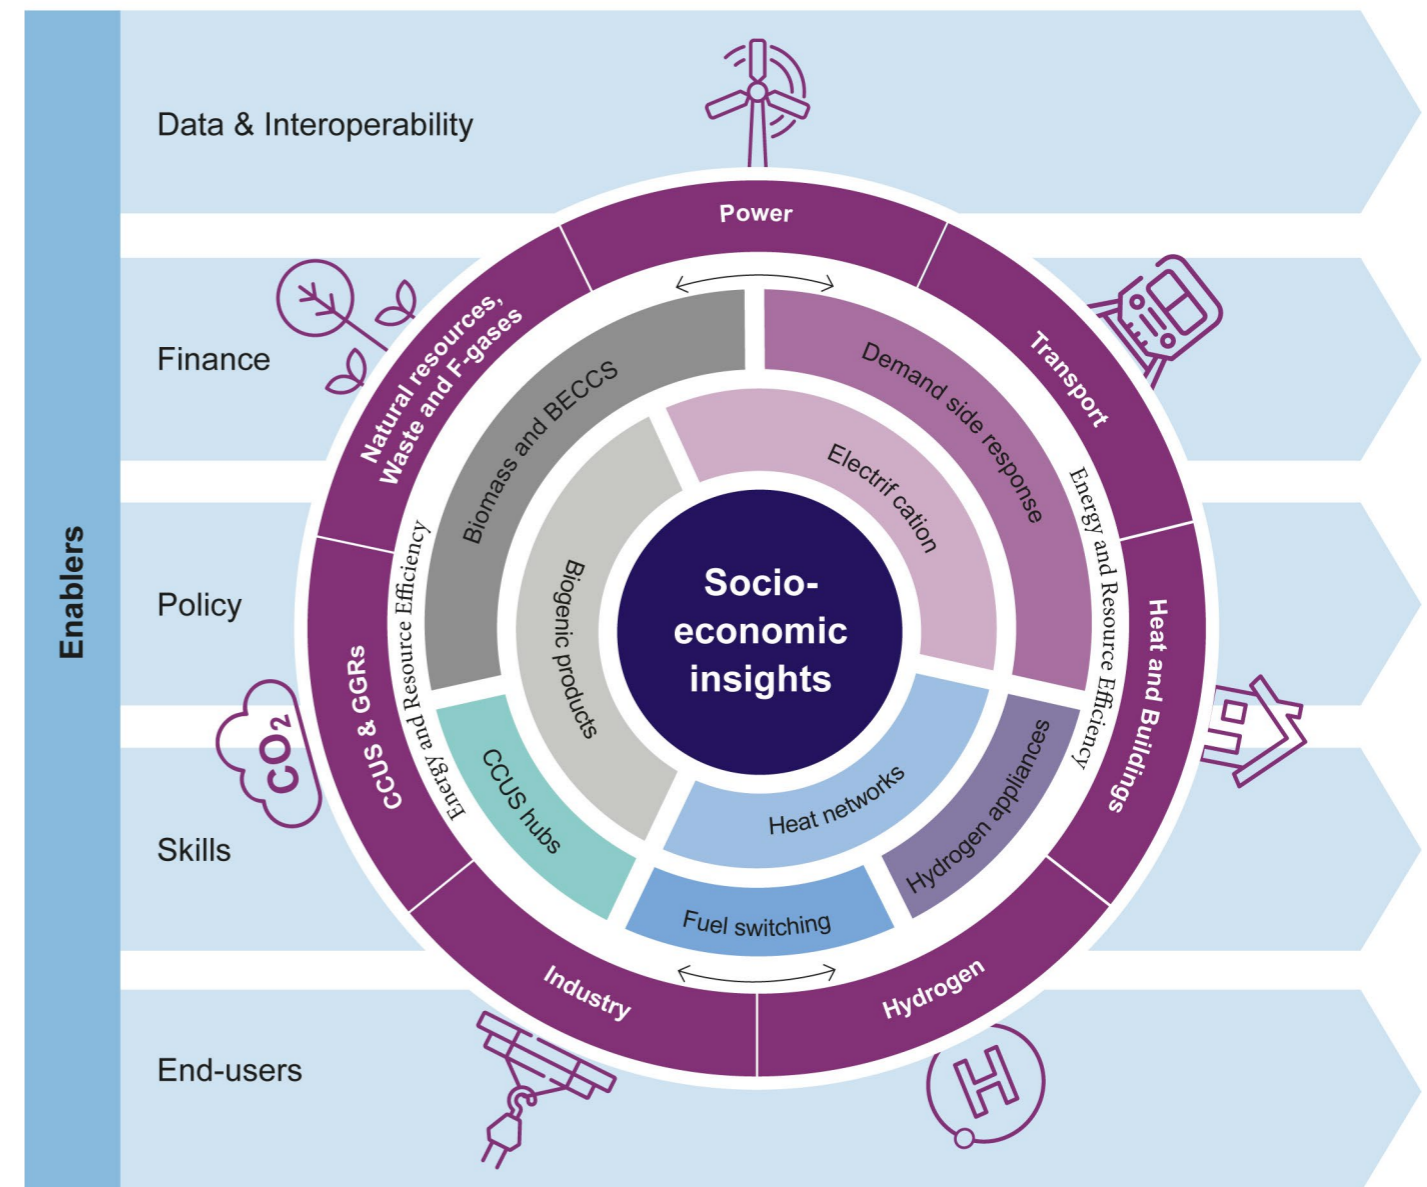 Enablers
Data & Interoperability
Finance
Policy
Skills
End-users
Power
Transport
Heat and Buildings
Hydrogen
Industry
CCUS & GGRs
Natural resources,
Waste and F-gases
CO₂
H
Energy and Resource Efficiency
Energy and Resource Efficiency
Biomass and BECCS
Demand side response
Hydrogen appliances
Fuel switching
CCUS hubs
Electrif cation
Heat networks
Biogenic products
Socio-
economic
insights